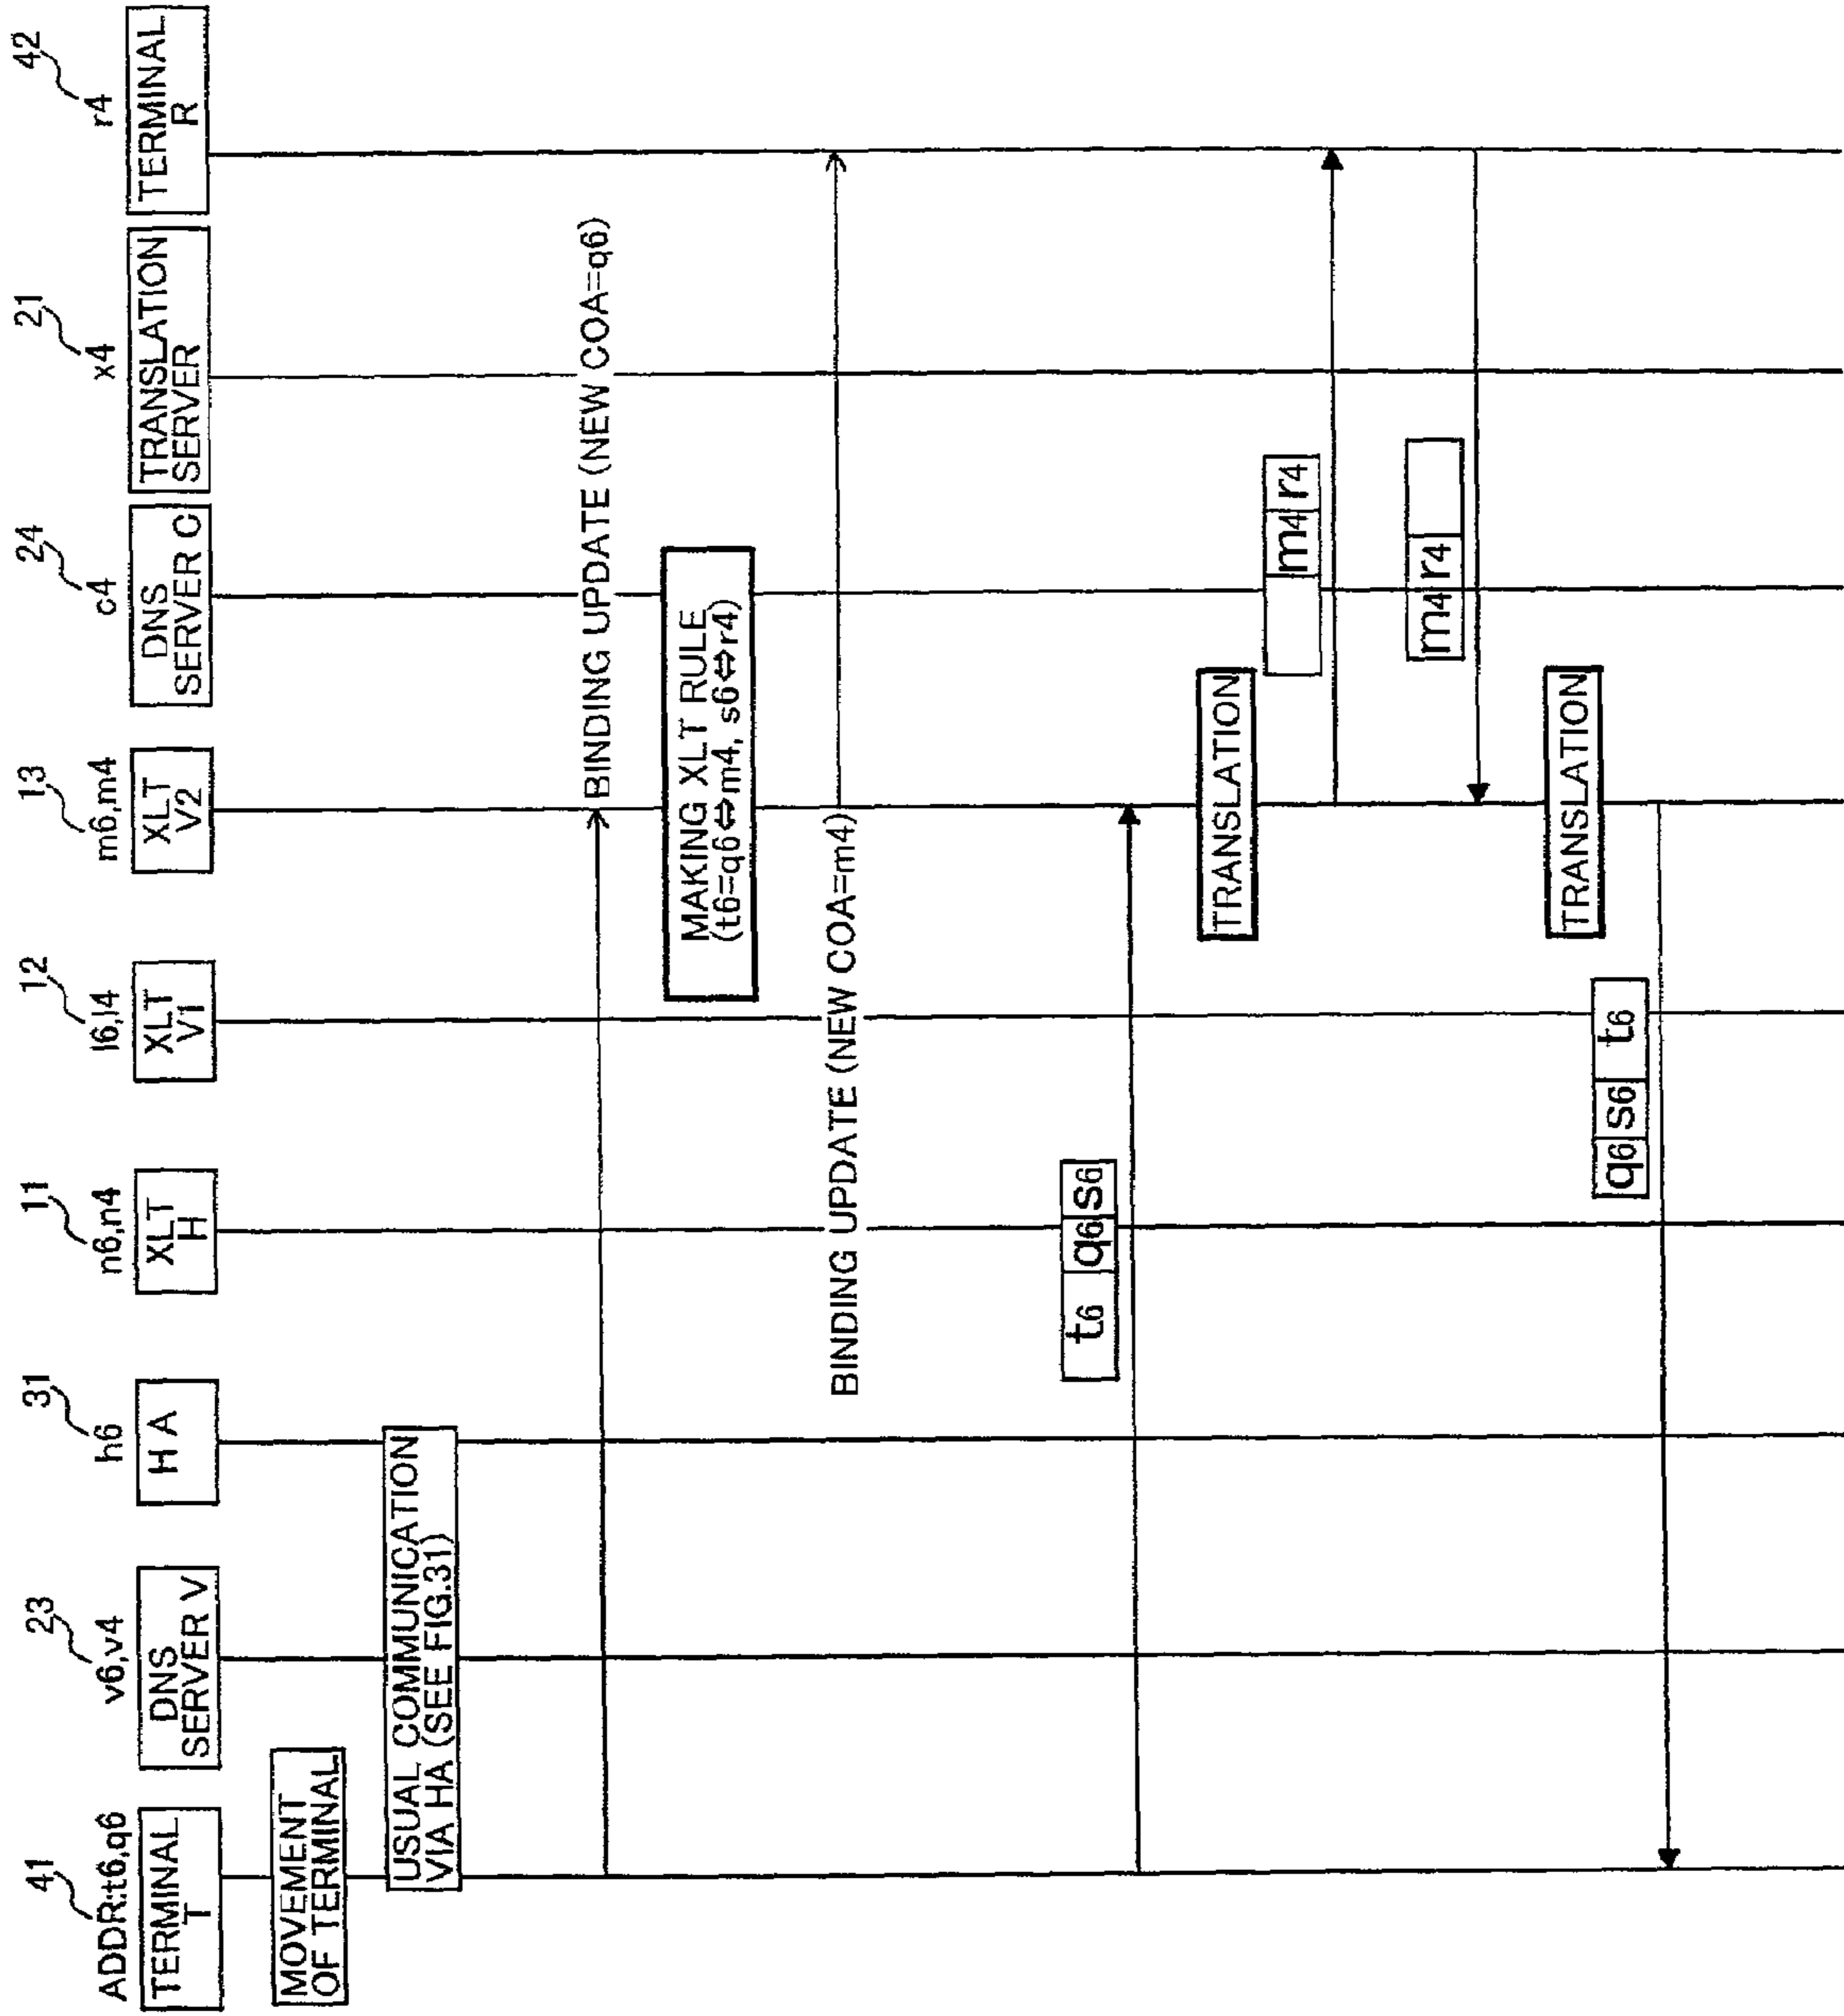 41
ADDR:t6,q6
TERMINAL
T
23
v6,v4
DNS
SERVER V
31
h6
H A
11
n6,n4
XLT
H
12
l6,l4
XLT
V1
13
m6,m4
XLT
V2
24
c4
DNS
SERVER C
21
x4
TRANSLATION
SERVER
42
r4
TERMINAL
R
MOVEMENT
OF TERMINAL
USUAL COMMUNICATION
VIA HA (SEE FIG.31)
BINDING UPDATE (NEW COA=q6)
MAKING XLT RULE
(t6=q6⇔m4, s6⇔r4)
BINDING UPDATE (NEW COA=m4)
t6 q6 s6
TRANSLATION
m4 r4
m4 r4
TRANSLATION
q6 s6 t6